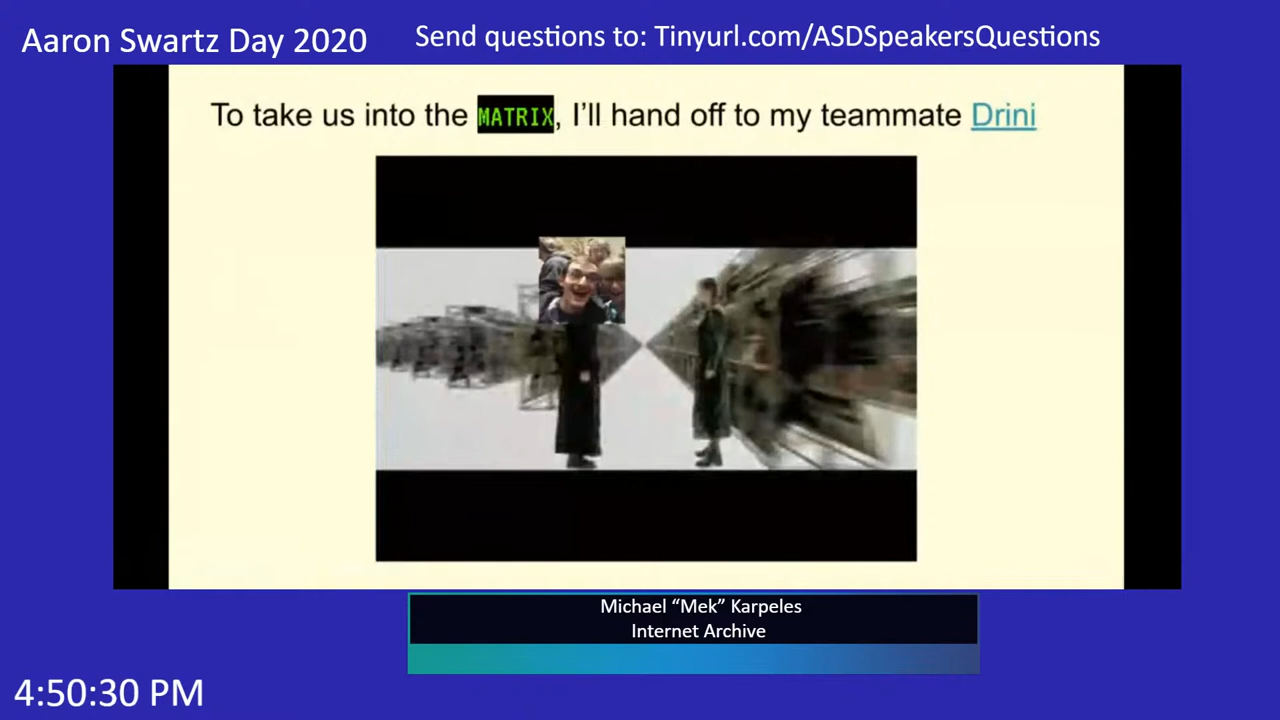 Aaron Swartz Day 2020
Send questions to: Tinyurl.com/ASDSpeakersQuestions
To take us into the MATRIX, I’ll hand off to my teammate Drini
Michael “Mek” Karpeles
Internet Archive
4:50:30 PM